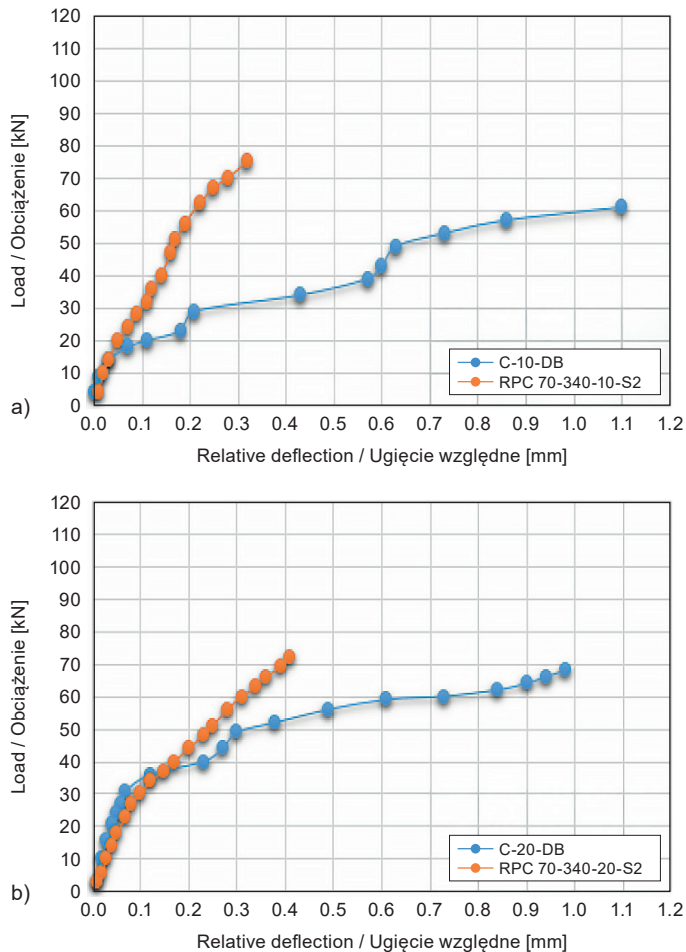 120
110
100
90
80
70
60
50
40
30
20
10
0
Load / Obciążenie [kN]
C-10-DB
RPC 70-340-10-S2
a)
0.0 0.1 0.2 0.3 0.4 0.5 0.6 0.7 0.8 0.9 1.0 1.1 1.2
Relative deflection / Ugięcie względne [mm]
120
110
100
90
80
70
60
50
40
30
20
10
0
Load / Obciążenie [kN]
C-20-DB
RPC 70-340-20-S2
b)
0.0 0.1 0.2 0.3 0.4 0.5 0.6 0.7 0.8 0.9 1.0 1.1 1.2
Relative deflection / Ugięcie względne [mm]